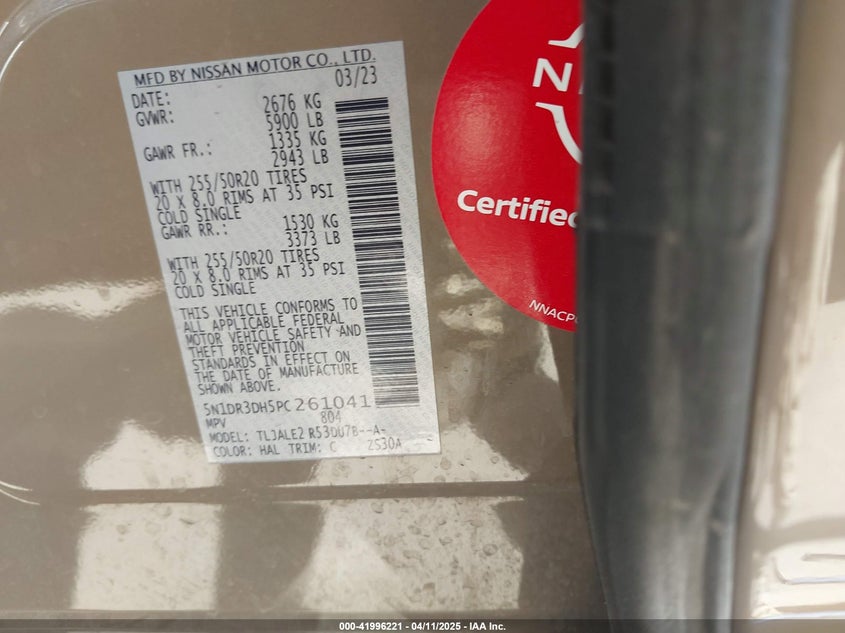 MFD BY NISSAN MOTOR CO., LTD.
DATE: 03/23
GVWR: 2676 KG
5900 LB
GAWR FR.: 1335 KG
2943 LB
WITH 255/50R20 TIRES
20 X 8.0 RIMS AT 35 PSI
COLD SINGLE
GAWR RR.: 1530 KG
3373 LB
WITH 255/50R20 TIRES
20 X 8.0 RIMS AT 35 PSI
COLD SINGLE
THIS VEHICLE CONFORMS TO
ALL APPLICABLE FEDERAL
MOTOR VEHICLE SAFETY AND
THEFT PREVENTION
STANDARDS IN EFFECT ON
THE DATE OF MANUFACTURE
SHOWN ABOVE.
5N1DR3DH5PC261041
MPV 804
MODEL:
COLOR: HAL TRIM: C
Certified
NNACPO
000-41996221 - 04/11/2025 - IAA Inc.